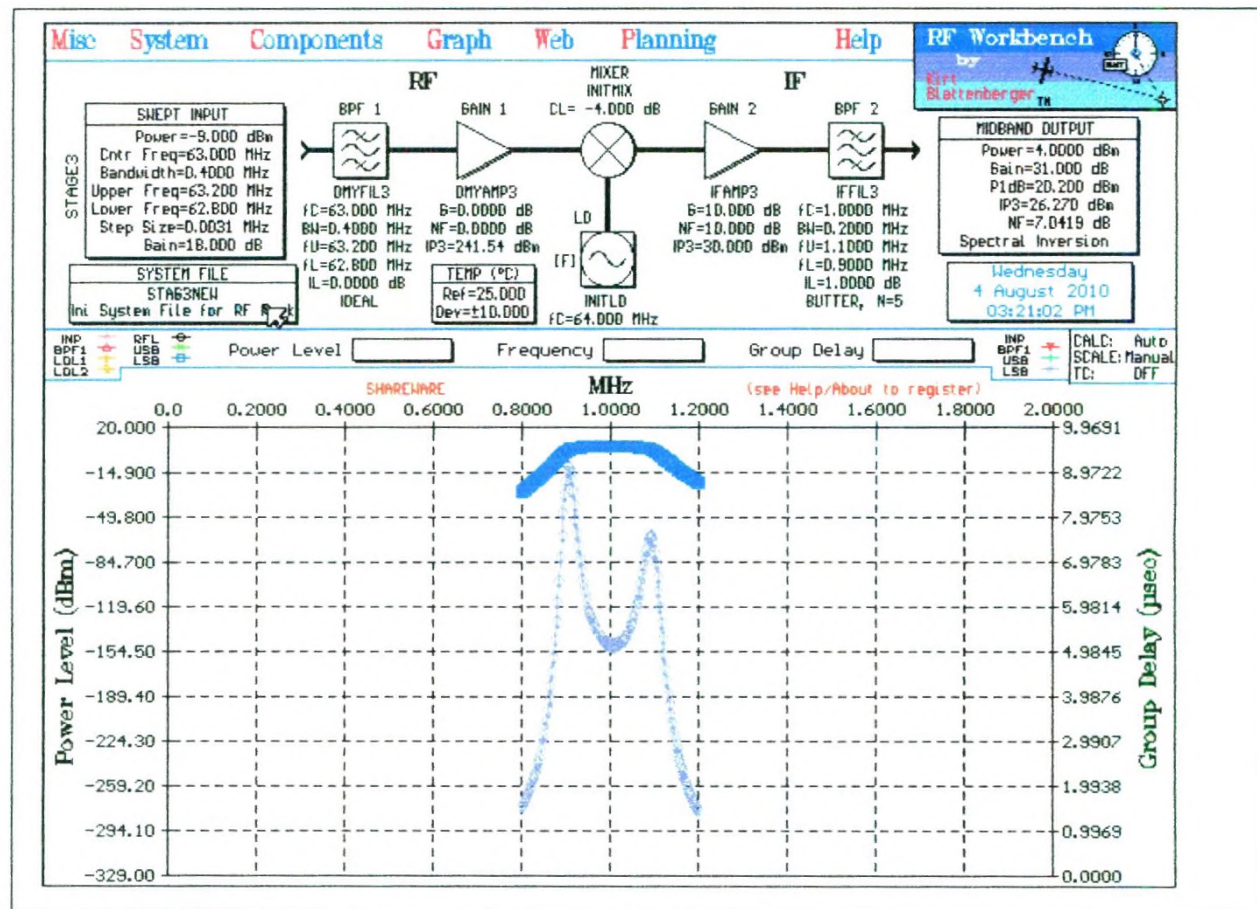 Misc System Components Graph Web Planning Help
RF Workbench
by
Kirt
Blattenberger TM
RF
MIXER
INITMIX
CL= -4.000 dB
IF
STAGE3
SWEPT INPUT
Power=-9.000 dBm
Cntr Freq=63.000 MHz
Bandwidth=0.4000 MHz
Upper Freq=63.200 MHz
Lower Freq=62.800 MHz
Step Size=0.0031 MHz
Gain=18.000 dB
SYSTEM FILE
STAG3NEW
Ini System File for RF
BPF 1
DMYFIL3
fC=63.000 MHz
BW=0.4000 MHz
fU=63.200 MHz
fL=62.800 MHz
IL=0.0000 dB
IDEAL
GAIN 1
DMYAMP3
G=0.0000 dB
NF=0.0000 dB
IP3=241.54 dBm
TEMP (°C)
Ref=25.000
Dev=±10.000
LO
[F]
INITLO
fC=64.000 MHz
GAIN 2
IFAMP3
G=10.000 dB
NF=10.000 dB
IP3=30.000 dBm
BPF 2
IFFIL3
fC=1.0000 MHz
BW=0.2000 MHz
fU=1.1000 MHz
fL=0.9000 MHz
IL=1.0000 dB
BUTTER, N=5
MIDBAND OUTPUT
Power=4.0000 dBm
Gain=31.000 dB
P1dB=20.200 dBm
IP3=26.270 dBm
NF=7.0419 dB
Spectral Inversion
Wednesday
4 August 2010
03:21:02 PM
INP RFL
BPF1 USB
LOL1 LSB
LOL2
Power Level Frequency Group Delay
INP
BPF1
USB
LSB
CALC: Auto
SCALE: Manual
TC: OFF
SHAREWARE MHz (see Help/About to register)
0.0 0.2000 0.4000 0.6000 0.8000 1.0000 1.2000 1.4000 1.6000 1.8000 2.0000
20.000 9.9691
-14.900 8.9722
-49.800 7.9753
-84.700 6.9783
-119.60 5.9814
-154.50 4.9845
-189.40 3.9876
-224.30 2.9907
-259.20 1.9938
-294.10 0.9969
-329.00 0.0000
Power Level (dBm)
Group Delay (µsec)